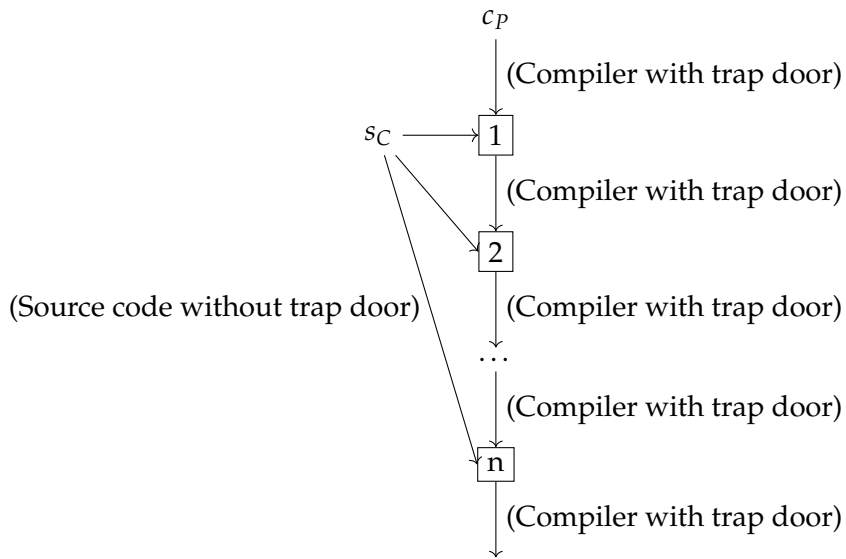 c_P
(Compiler with trap door)
s_C
1
(Compiler with trap door)
2
(Source code without trap door)
(Compiler with trap door)
...
(Compiler with trap door)
n
(Compiler with trap door)